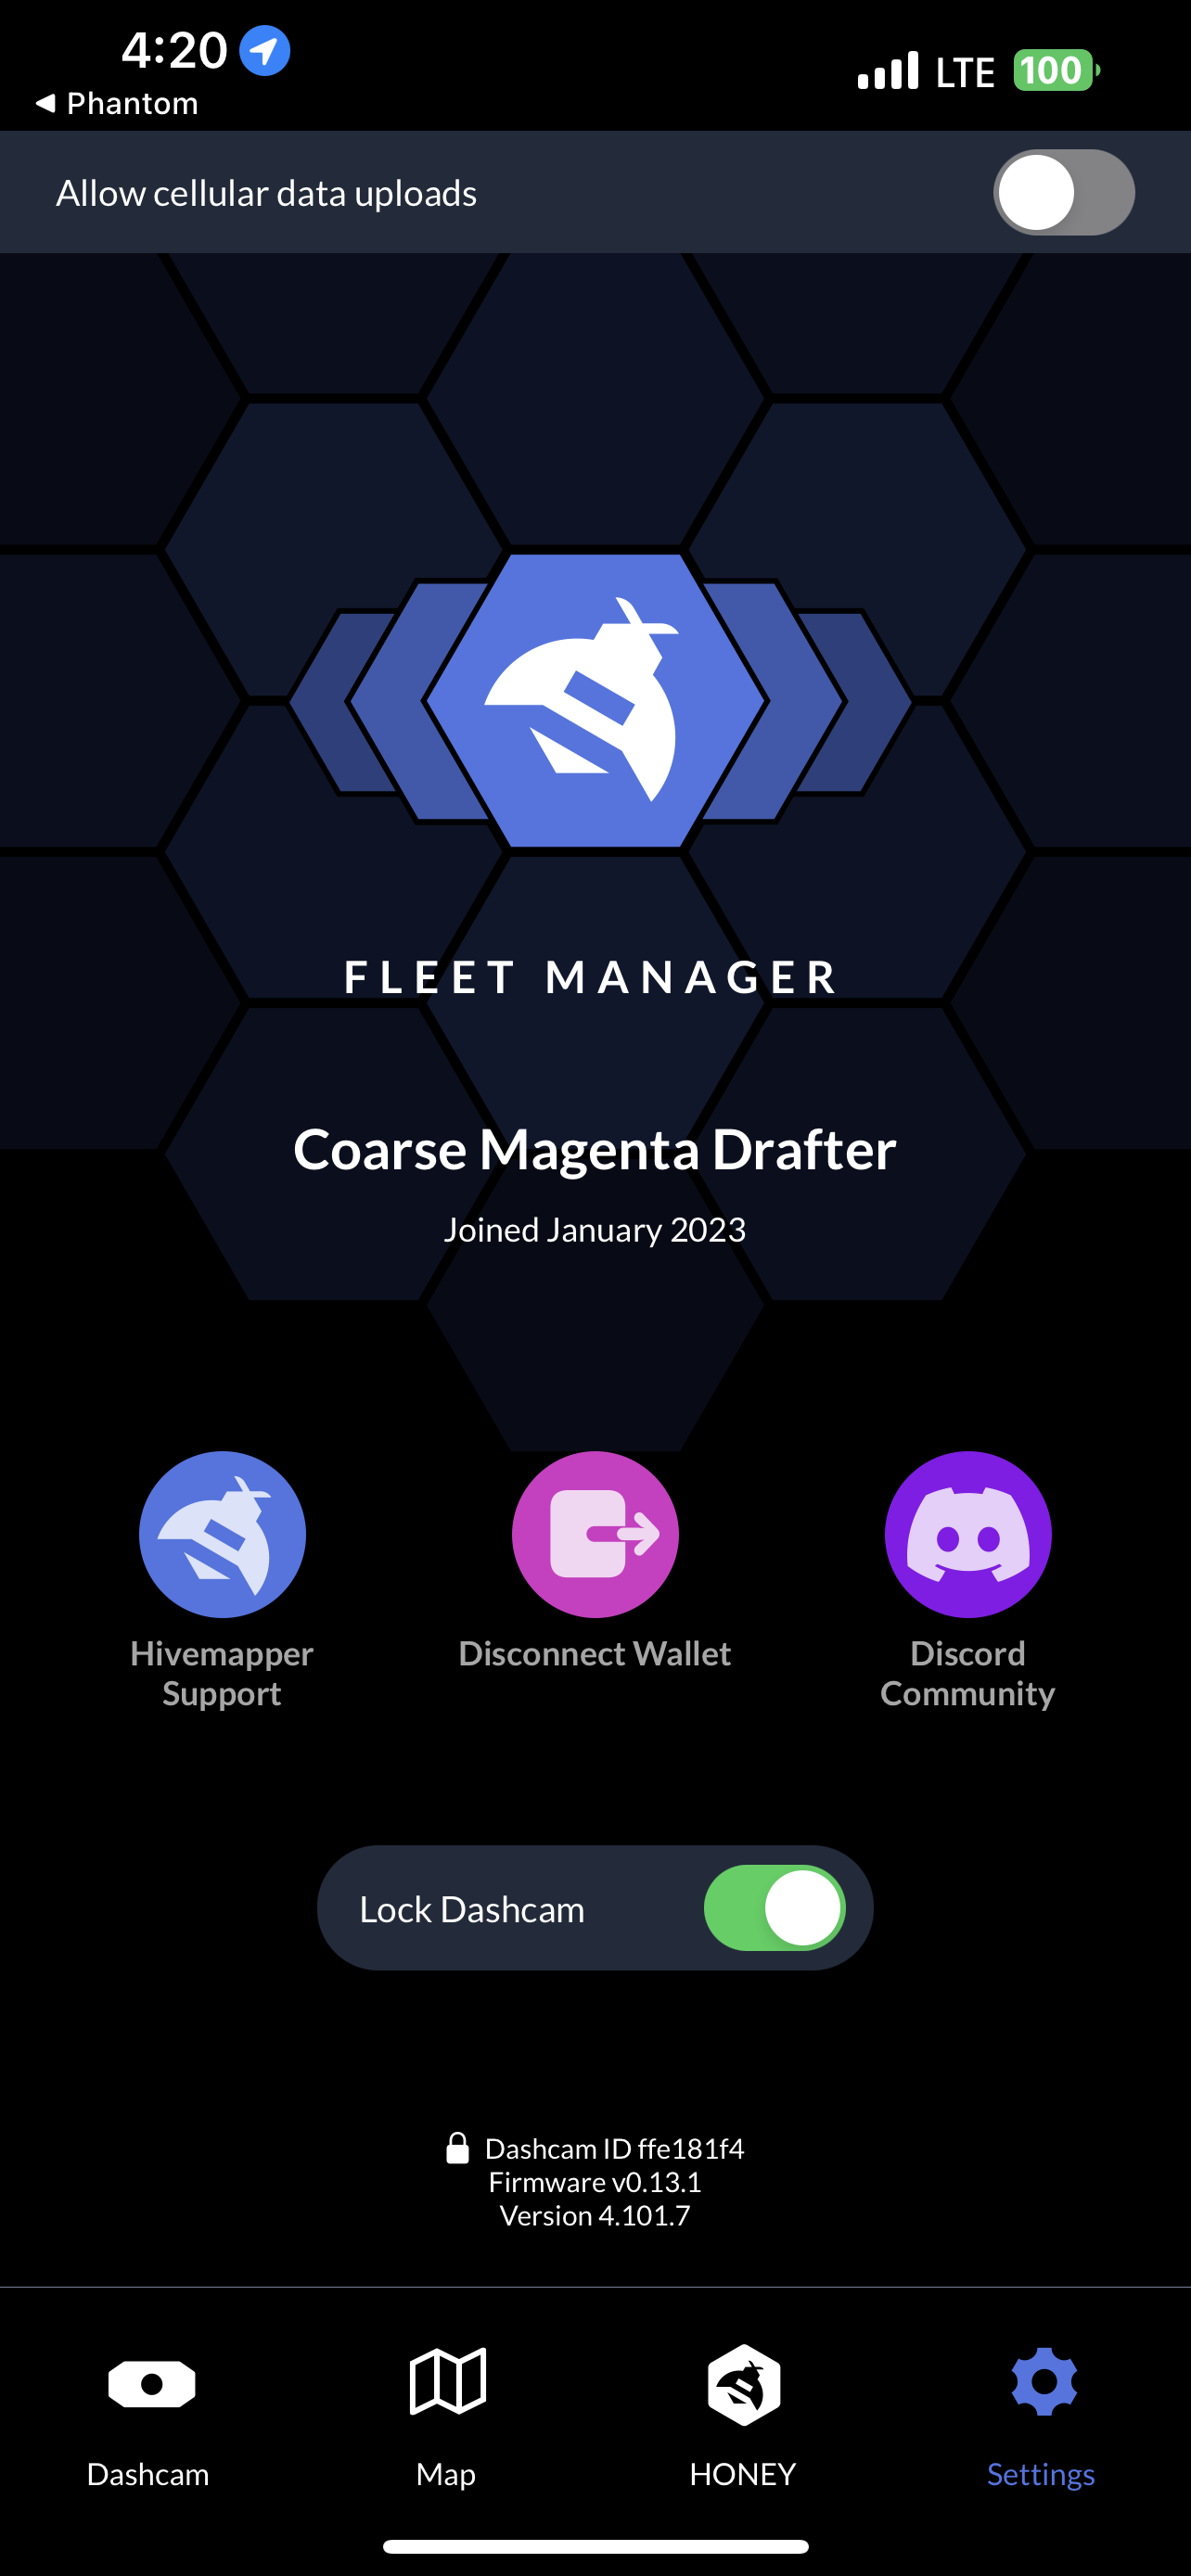 4:20
LTE 100
Phantom
Allow cellular data uploads
FLEET MANAGER
Coarse Magenta Drafter
Joined January 2023
Hivemapper
Support
Disconnect Wallet
Discord
Community
Lock Dashcam
Dashcam ID ffe181f4
Firmware v0.13.1
Version 4.101.7
Dashcam
Map
HONEY
Settings